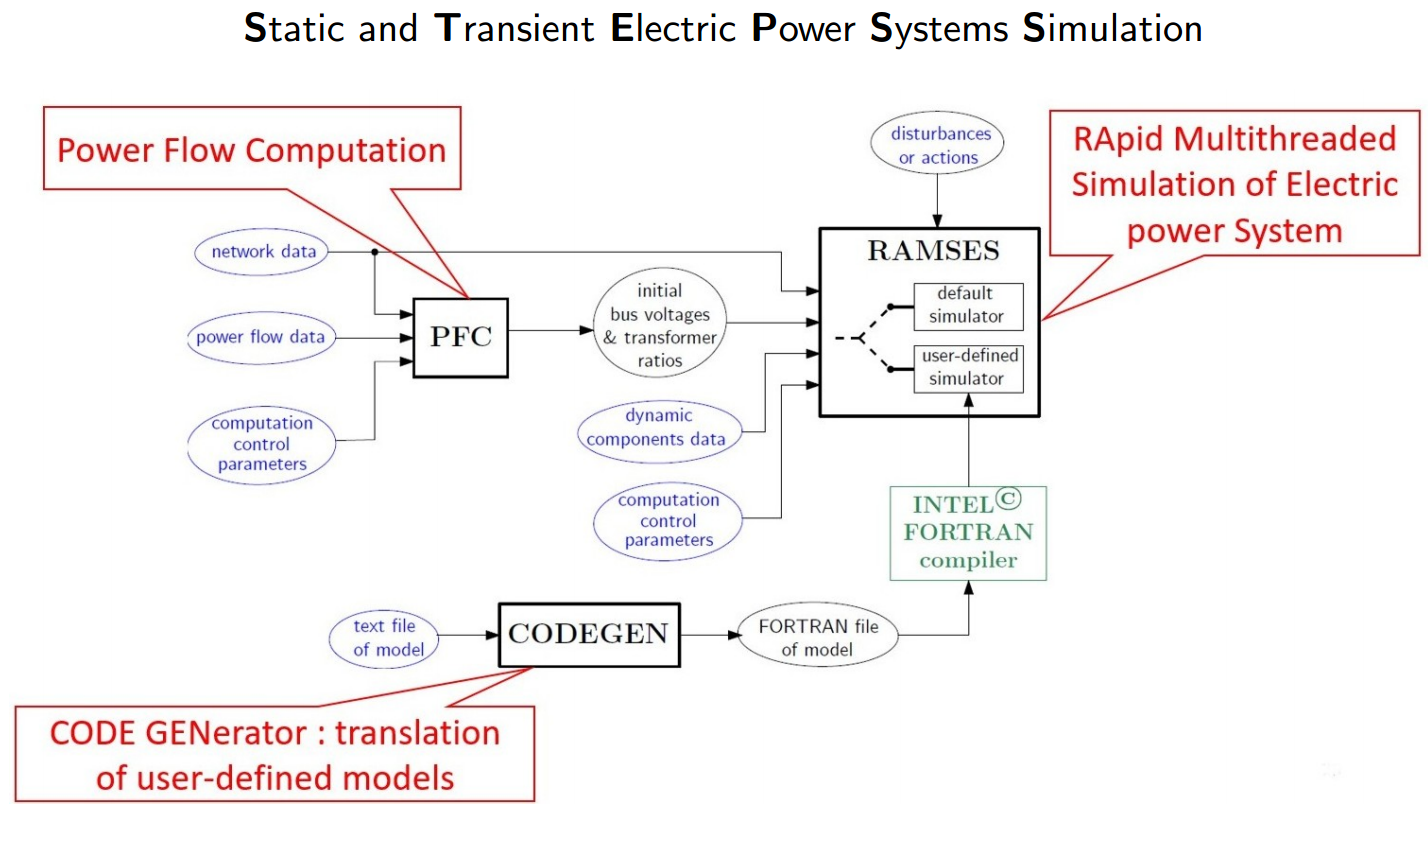 Static and Transient Electric Power Systems Simulation
Power Flow Computation
disturbances
or actions
RApid Multithreaded
Simulation of Electric
power System
network data
RAMSES
initial
bus voltages
& transformer
ratios
default
simulator
PFC
power flow data
user-defined
simulator
computation
control
parameters
dynamic
components data
computation
control
parameters
INTEL©
FORTRAN
compiler
text file
of model
CODEGEN
FORTRAN file
of model
CODE GENerator : translation
of user-defined models